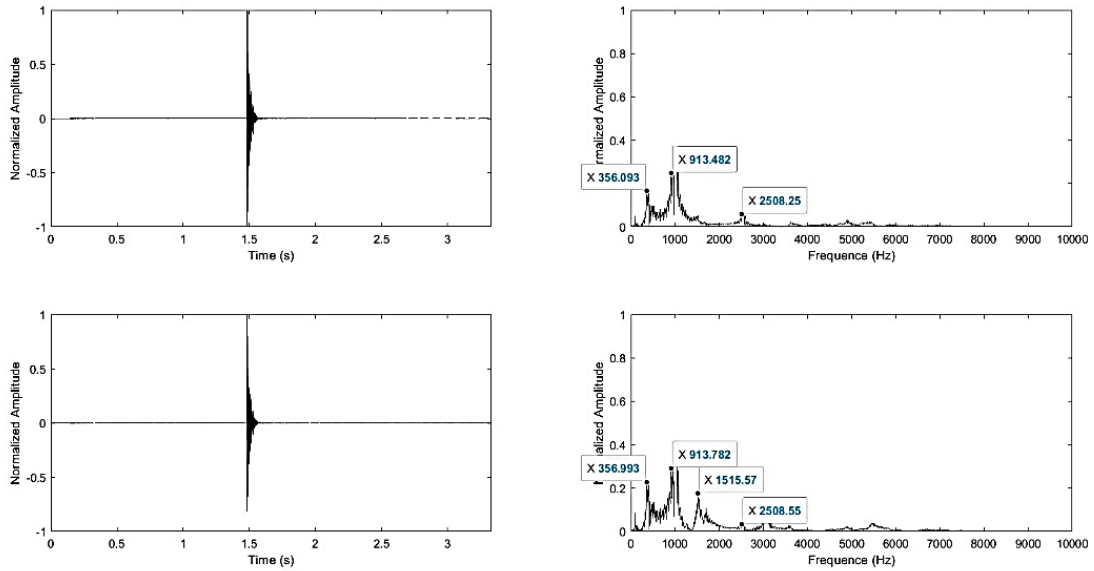 1
0.5
0
-0.5
-1
Normalized Amplitude
0 0.5 1 1.5 2 2.5 3
Time (s)
1
0.8
0.6
0.4
0
rmalized Amplitude
X 356.093
X 913.482
X 2508.25
0 1000 2000 3000 4000 5000 6000 7000 8000 9000 10000
Frequence (Hz)
1
0.5
0
-0.5
-1
Normalized Amplitude
0 0.5 1 1.5 2 2.5 3
Time (s)
1
0.8
0.6
0.4
0.2
0
alized Amplitude
X 356.993
X 913.782
X 1515.57
X 2508.55
0 1000 2000 3000 4000 5000 6000 7000 8000 9000 10000
Frequence (Hz)